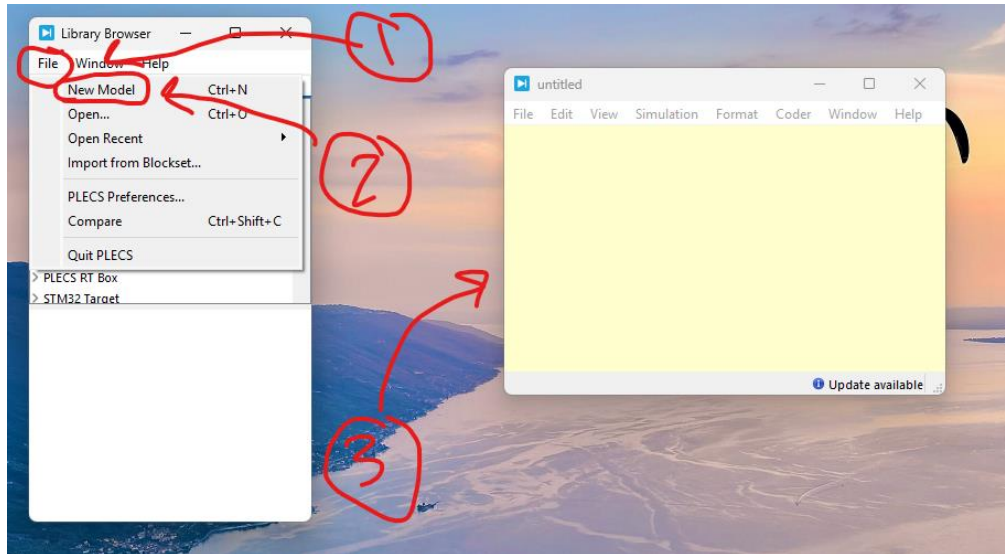 Library Browser
File Window Help
New Model Ctrl+N
Open... Ctrl+O
Open Recent
Import from Blockset...
PLECS Preferences...
Compare Ctrl+Shift+C
Quit PLECS
PLECS RT Box
STM32 Target
1
2
3
untitled
File Edit View Simulation Format Coder Window Help
Update available